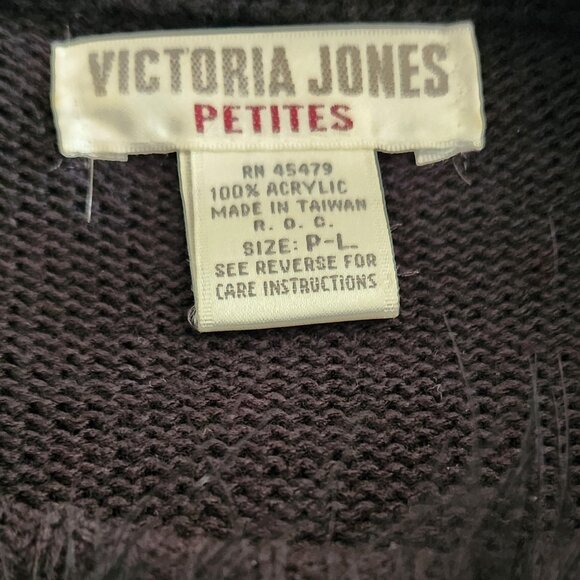 VICTORIA JONES
PETITES
RN 45479
100% ACRYLIC
MADE IN TAIWAN
R. O. C.
SIZE: P-L
SEE REVERSE FOR
CARE INSTRUCTIONS